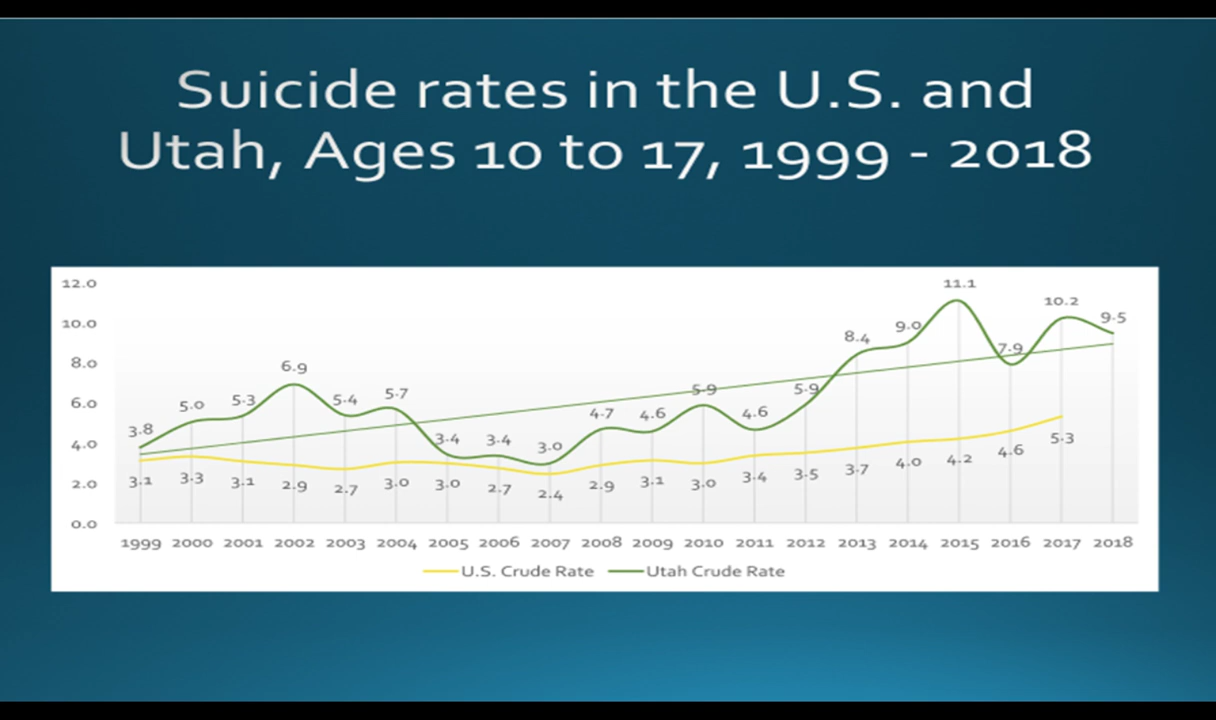 Suicide rates in the U.S. and
Utah, Ages 10 to 17, 1999 - 2018
12.0
10.0
8.0
6.0
4.0
2.0
0.0
3.8 5.0 5.3 6.9 5.4 5.7 3.4 3.4 3.0 4.7 4.6 5.9 4.6 5.9 8.4 9.0 11.1 7.9 10.2 9.5
3.1 3.3 3.1 2.9 2.7 3.0 3.0 2.7 2.4 2.9 3.1 3.0 3.4 3.5 3.7 4.0 4.2 4.6 5.3
1999 2000 2001 2002 2003 2004 2005 2006 2007 2008 2009 2010 2011 2012 2013 2014 2015 2016 2017 2018
U.S. Crude Rate Utah Crude Rate